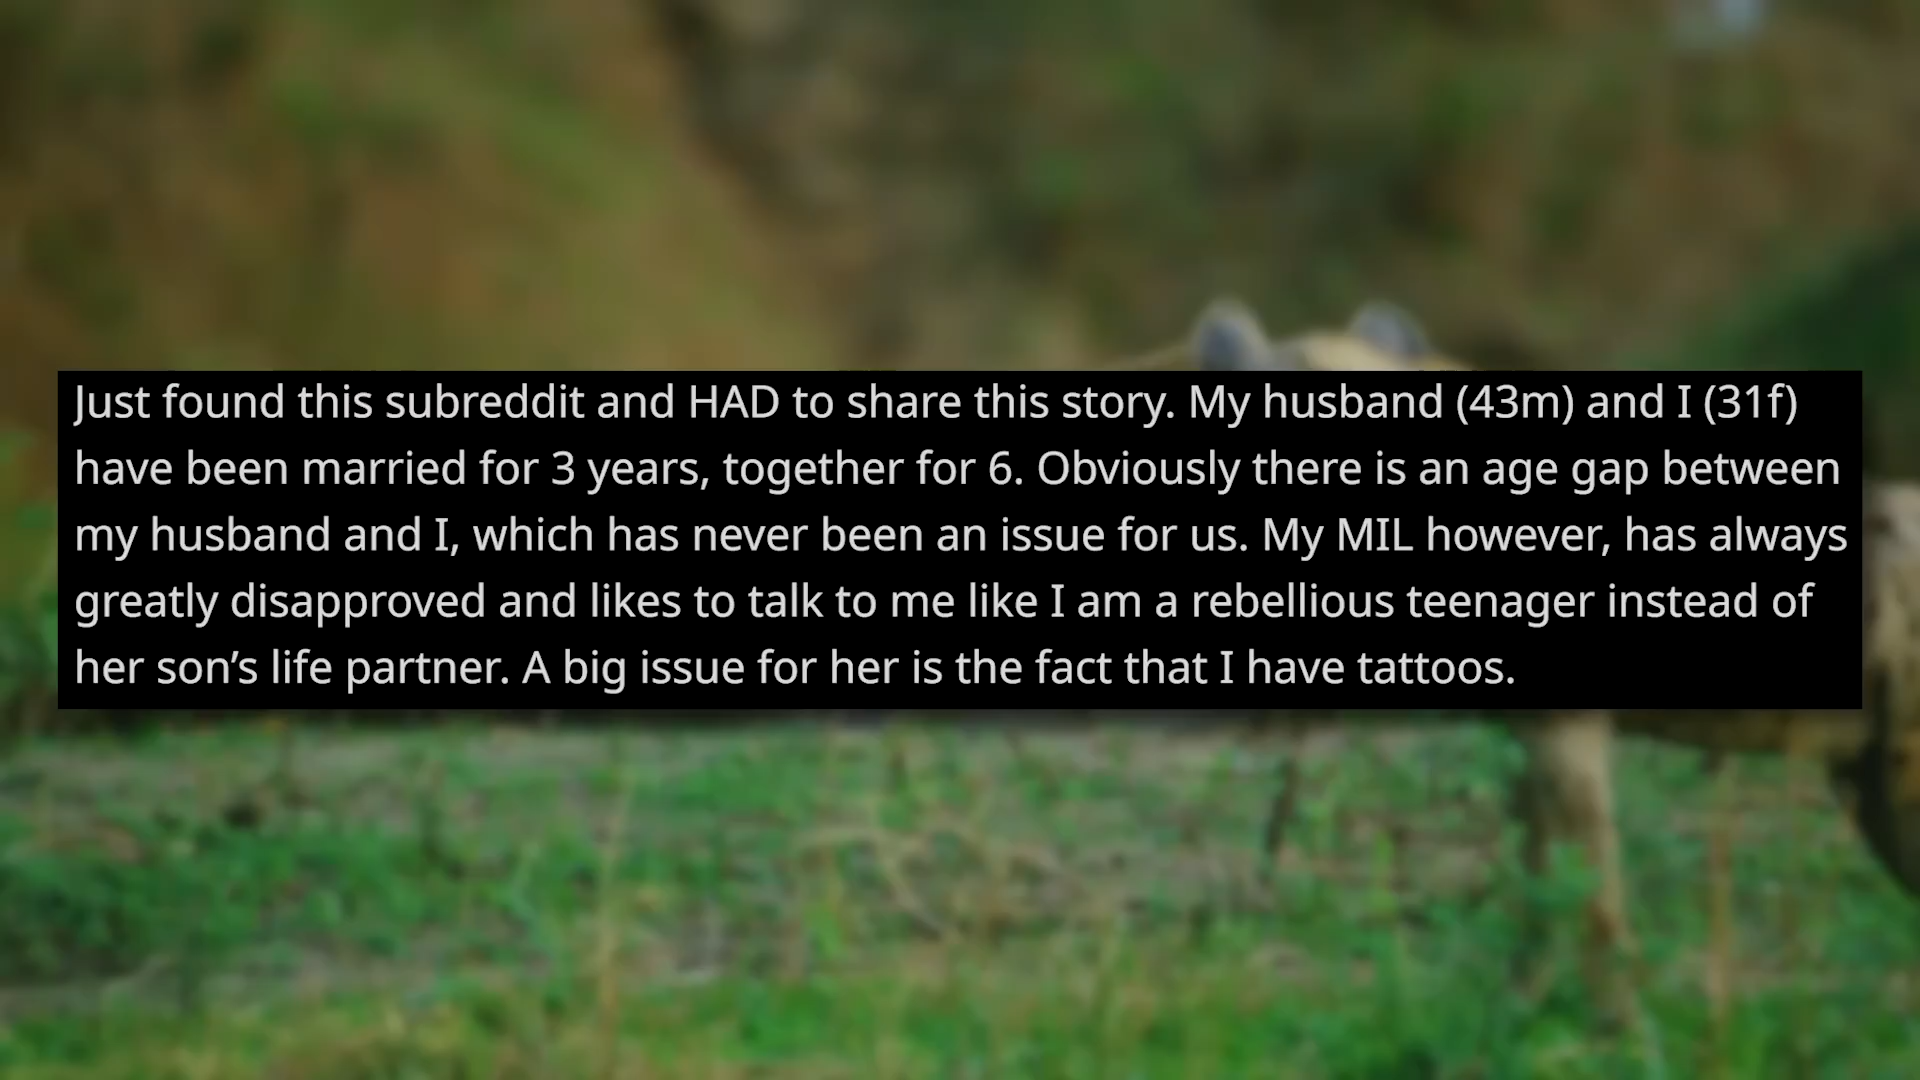 Just found this subreddit and HAD to share this story. My husband (43m) and I (31f)
have been married for 3 years, together for 6. Obviously there is an age gap between
my husband and I, which has never been an issue for us. My MIL however, has always
greatly disapproved and likes to talk to me like I am a rebellious teenager instead of
her son’s life partner. A big issue for her is the fact that I have tattoos.